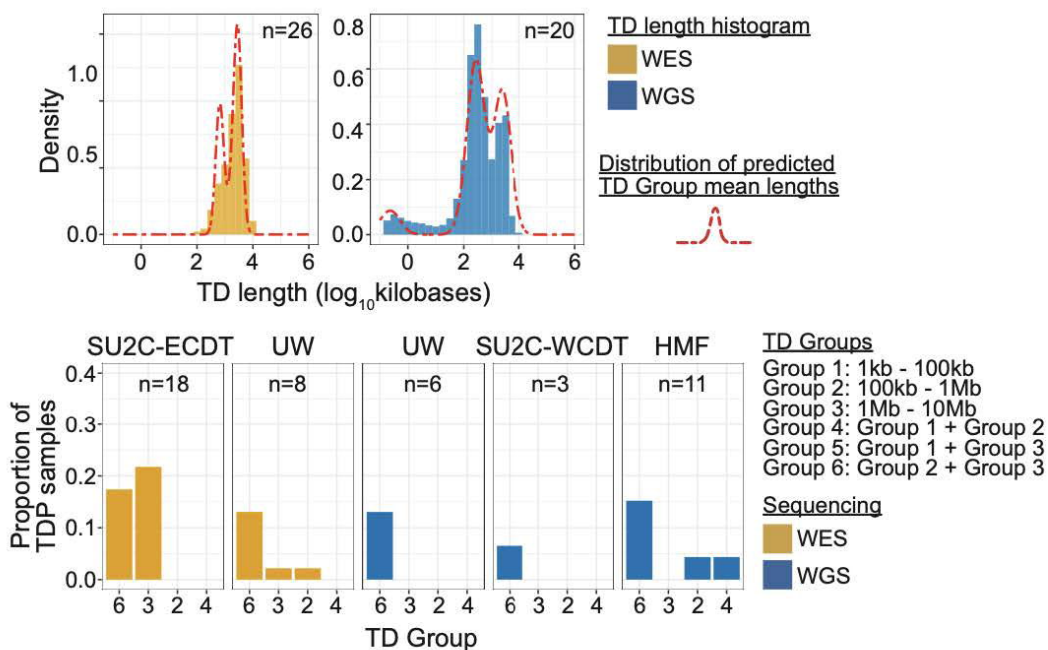 n=26
n=20
Density
1.0
0.5
0.0
0.8
0.6
0.4
0.2
0.0
0 2 4 6
0 2 4 6
TD length (log10kilobases)
TD length histogram
WES
WGS
Distribution of predicted
TD Group mean lengths
SU2C-ECDT UW UW SU2C-WCDT HMF
n=18 n=8 n=6 n=3 n=11
Proportion of
TDP samples
0.4
0.3
0.2
0.1
0.0
6 3 2 4 6 3 2 4 6 3 2 4 6 3 2 4 6 3 2 4
TD Group
TD Groups
Group 1: 1kb - 100kb
Group 2: 100kb - 1Mb
Group 3: 1Mb - 10Mb
Group 4: Group 1 + Group 2
Group 5: Group 1 + Group 3
Group 6: Group 2 + Group 3
Sequencing
WES
WGS